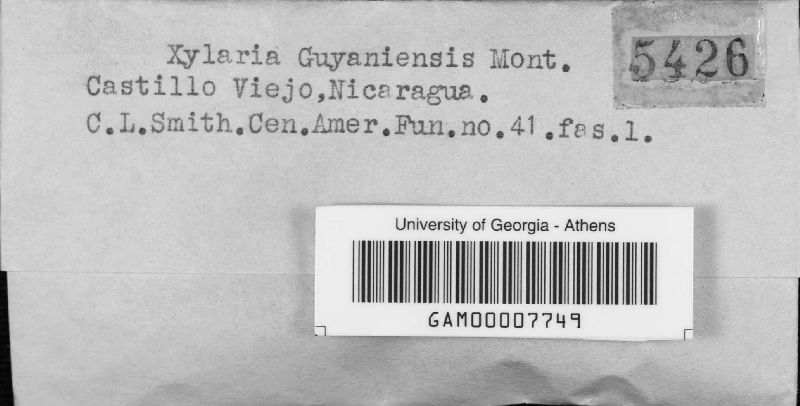 Xylaria Guyaniensis Mont.
5426
Castillo Viejo,Nicaragua.
C.L.Smith.Cen.Amer.Fun.no.41.fas.1.
University of Georgia - Athens
GAM00007749